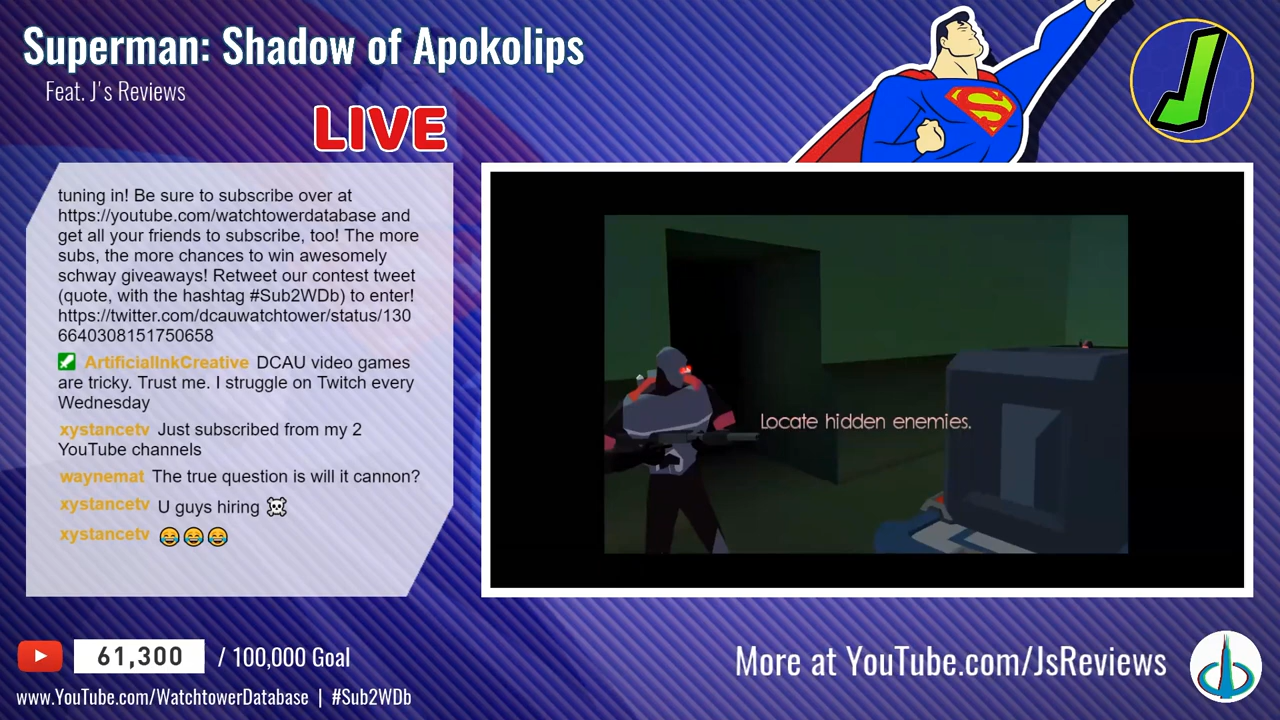 Superman: Shadow of Apokolips
Feat. J's Reviews
LIVE
tuning in! Be sure to subscribe over at
https://youtube.com/watchtowerdatabase and
get all your friends to subscribe, too! The more
subs, the more chances to win awesomely
schway giveaways! Retweet our contest tweet
(quote, with the hashtag #Sub2WDb) to enter!
https://twitter.com/dcauwatchtower/status/130
6640308151750658
ArtificialInkCreative DCAU video games
are tricky. Trust me. I struggle on Twitch every
Wednesday
xystancetv Just subscribed from my 2
YouTube channels
waynemat The true question is will it cannon?
xystancetv U guys hiring ☠
xystancetv 😂😂😂
S
J
Locate hidden enemies.
61,300 / 100,000 Goal
www.YouTube.com/WatchtowerDatabase | #Sub2WDb
More at YouTube.com/JsReviews